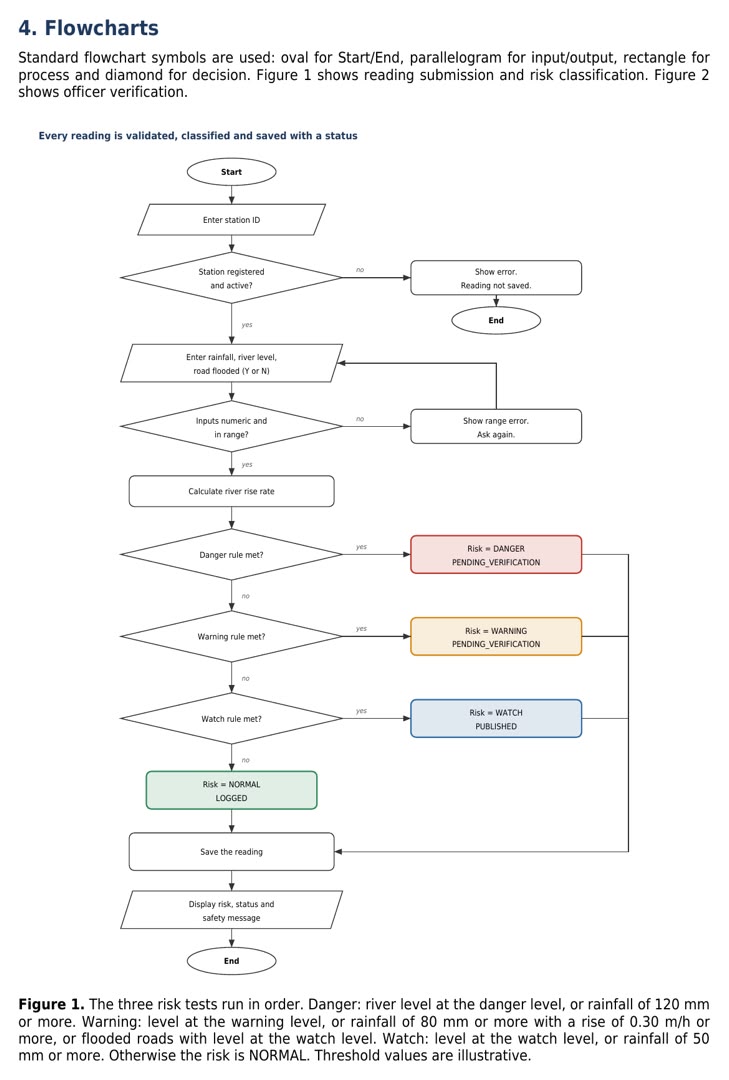 4. Flowcharts
Standard flowchart symbols are used: oval for Start/End, parallelogram for input/output, rectangle for
process and diamond for decision. Figure 1 shows reading submission and risk classification. Figure 2
shows officer verification.
Every reading is validated, classified and saved with a status
Start
Enter station ID
Station registered
and active?
no
Show error.
Reading not saved.
End
yes
Enter rainfall, river level,
road flooded (Y or N)
Inputs numeric and
in range?
no
Show range error.
Ask again.
yes
Calculate river rise rate
Danger rule met?
yes
Risk = DANGER
PENDING_VERIFICATION
no
Warning rule met?
yes
Risk = WARNING
PENDING_VERIFICATION
no
Watch rule met?
yes
Risk = WATCH
PUBLISHED
no
Risk = NORMAL
LOGGED
Save the reading
Display risk, status and
safety message
End
Figure 1. The three risk tests run in order. Danger: river level at the danger level, or rainfall of 120 mm
or more. Warning: level at the warning level, or rainfall of 80 mm or more with a rise of 0.30 m/h or
more, or flooded roads with level at the watch level. Watch: level at the watch level, or rainfall of 50
mm or more. Otherwise the risk is NORMAL. Threshold values are illustrative.